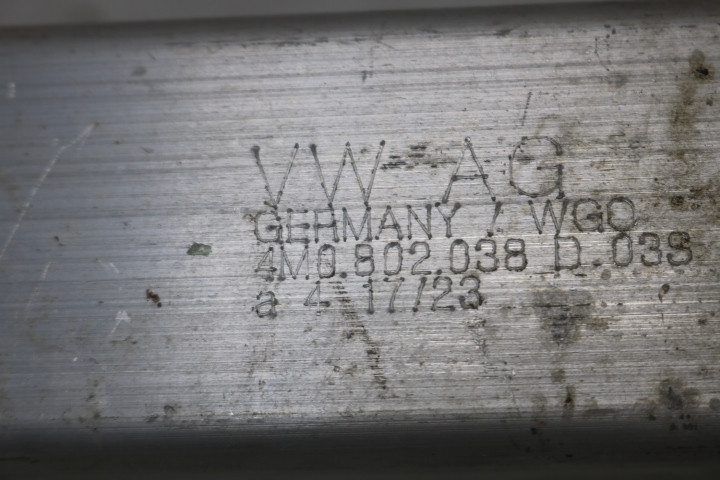 VW AG
GERMANY / WGO
4M0.802.038 D.03S
a 4 17/23